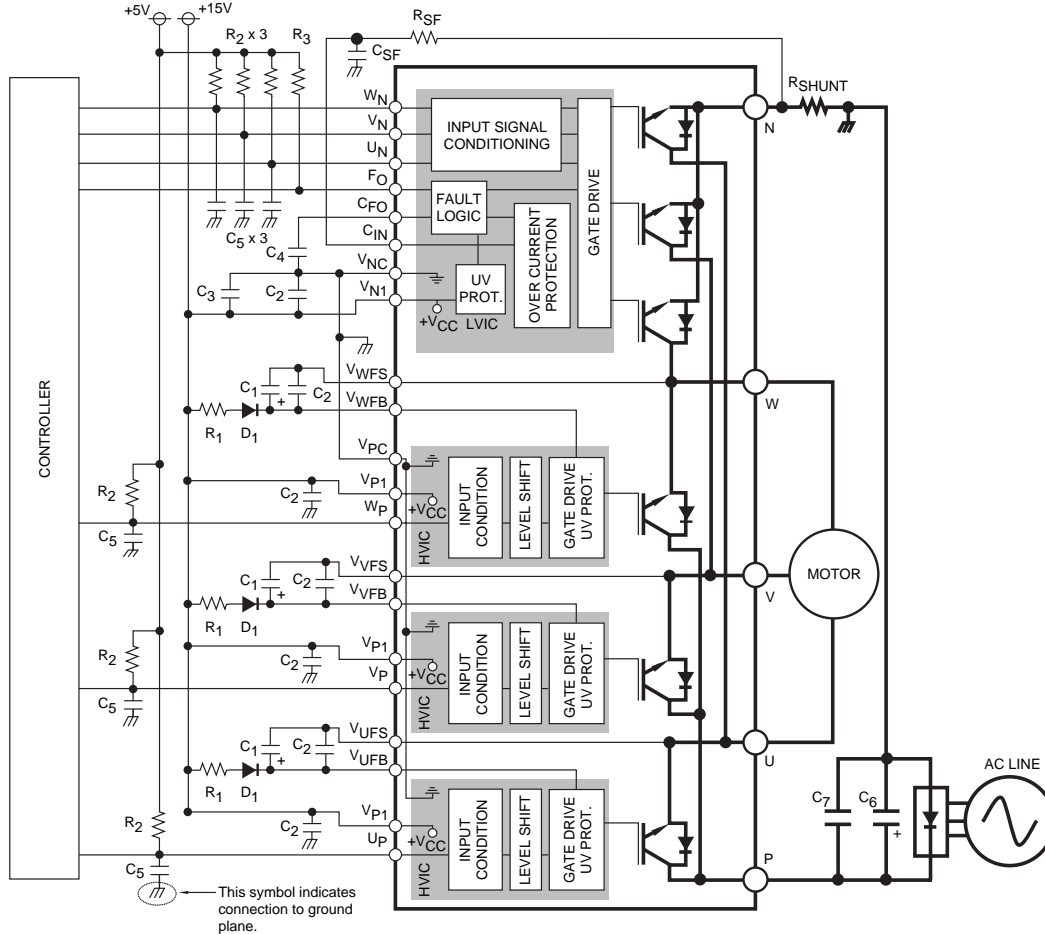 +5V
+15V
R2 x 3
R3
RSF
CSF
RSHUNT
WN
VN
UN
FO
CFO
CIN
VNC
VN1
N
INPUT SIGNAL
CONDITIONING
FAULT
LOGIC
GATE DRIVE
OVER CURRENT
PROTECTION
UV
PROT.
LVIC
+VCC
C5 x 3
C4
C3
C2
CONTROLLER
VWFS
VWFB
C1
+
C2
R1
D1
W
VPC
VP1
WP
R2
C2
C5
+VCC
HVIC
INPUT
CONDITION
LEVEL SHIFT
GATE DRIVE
UV PROT.
MOTOR
VVFS
VVFB
C1
+
C2
R1
D1
V
VP1
VP
R2
C2
C5
+VCC
HVIC
INPUT
CONDITION
LEVEL SHIFT
GATE DRIVE
UV PROT.
VUFS
VUFB
C1
+
C2
R1
D1
U
VP1
UP
R2
C2
C5
+VCC
HVIC
INPUT
CONDITION
LEVEL SHIFT
GATE DRIVE
UV PROT.
P
C7
C6
+
AC LINE
This symbol indicates
connection to ground
plane.